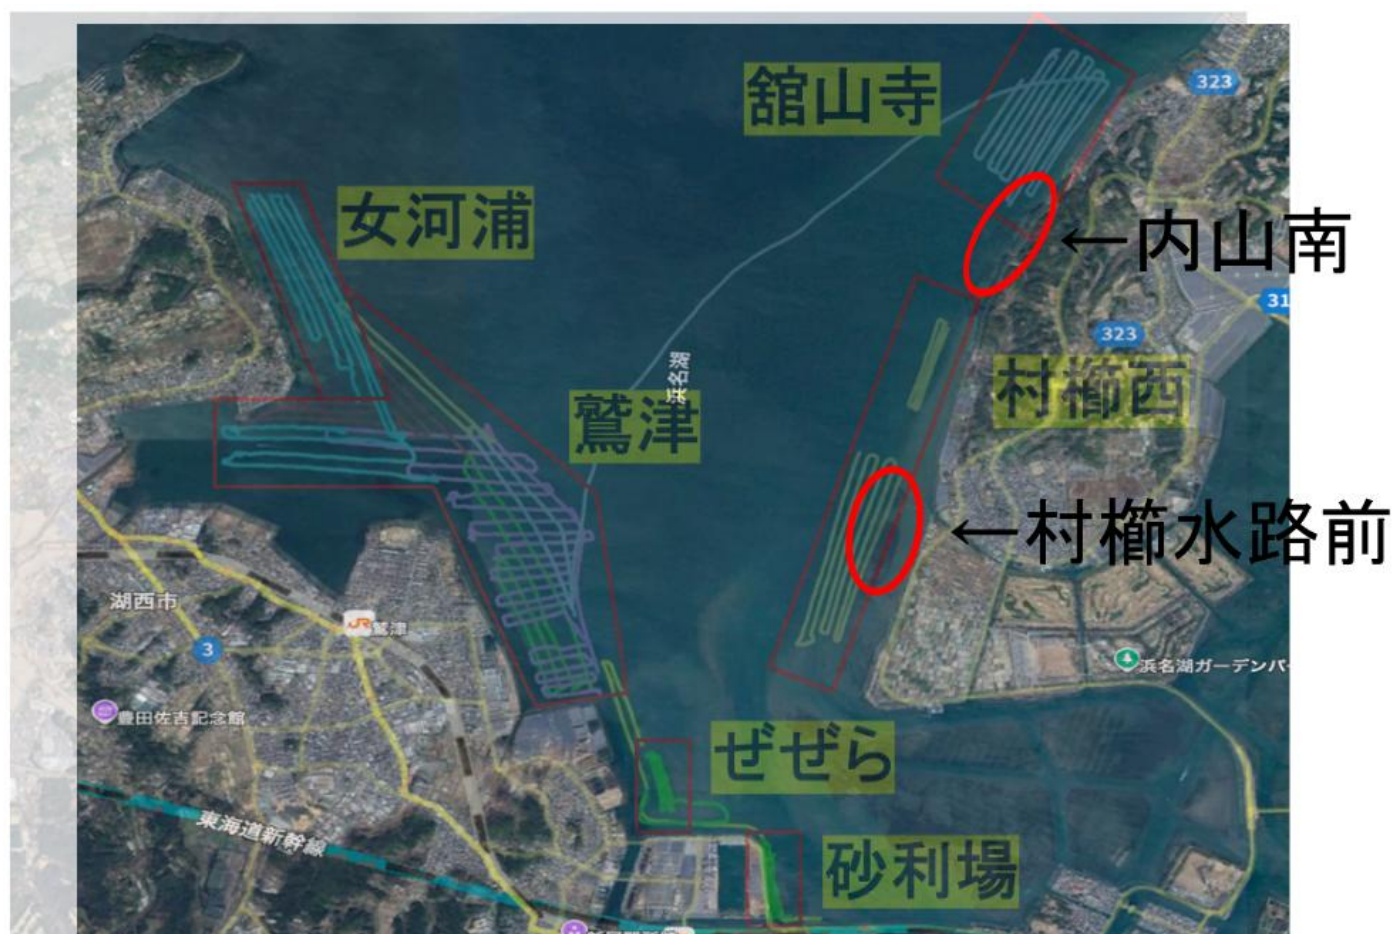 323
舘山寺
女河浦
←内山南
31
323
浜名湖
村櫛西
鷲津
←村櫛水路前
湖西市
JR
鷲津
3
浜名湖ガーデンパー
豊田佐吉記念館
ぜぜら
東海道新幹線
砂利場